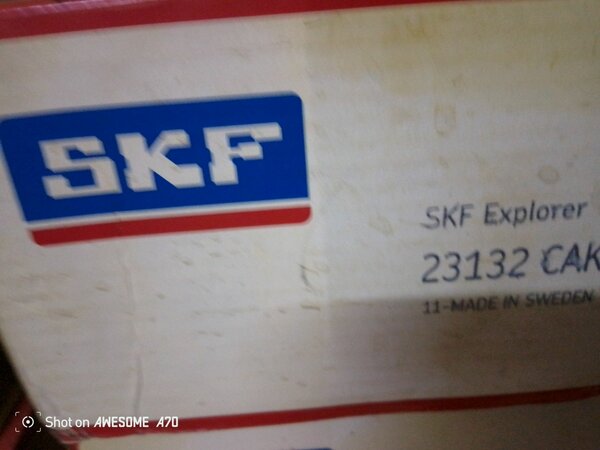 SKF
SKF Explorer
23132 CAK
11-MADE IN SWEDEN
Shot on AWESOME A70